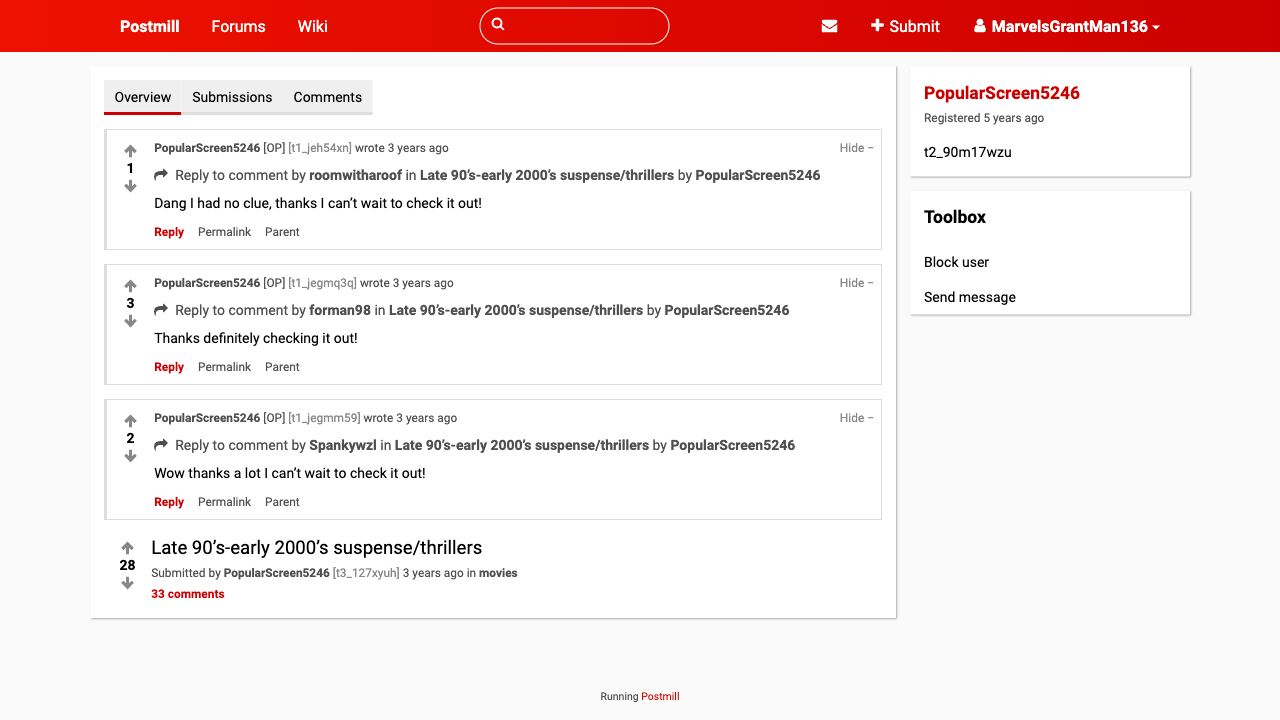 Postmill Forums Wiki Submit MarvelsGrantMan136
Overview Submissions Comments
PopularScreen5246 [OP] [t1_jeh54xn] wrote 3 years ago Hide −
1
Reply to comment by roomwitharoof in Late 90’s-early 2000’s suspense/thrillers by PopularScreen5246
Dang I had no clue, thanks I can’t wait to check it out!
Reply Permalink Parent
PopularScreen5246 [OP] [t1_jegmq3q] wrote 3 years ago Hide −
3
Reply to comment by forman98 in Late 90’s-early 2000’s suspense/thrillers by PopularScreen5246
Thanks definitely checking it out!
Reply Permalink Parent
PopularScreen5246 [OP] [t1_jegmm59] wrote 3 years ago Hide −
2
Reply to comment by Spankywzl in Late 90’s-early 2000’s suspense/thrillers by PopularScreen5246
Wow thanks a lot I can’t wait to check it out!
Reply Permalink Parent
Late 90’s-early 2000’s suspense/thrillers
28
Submitted by PopularScreen5246 [t3_127xyuh] 3 years ago in movies
33 comments
PopularScreen5246
Registered 5 years ago
t2_90m17wzu
Toolbox
Block user
Send message
Running Postmill